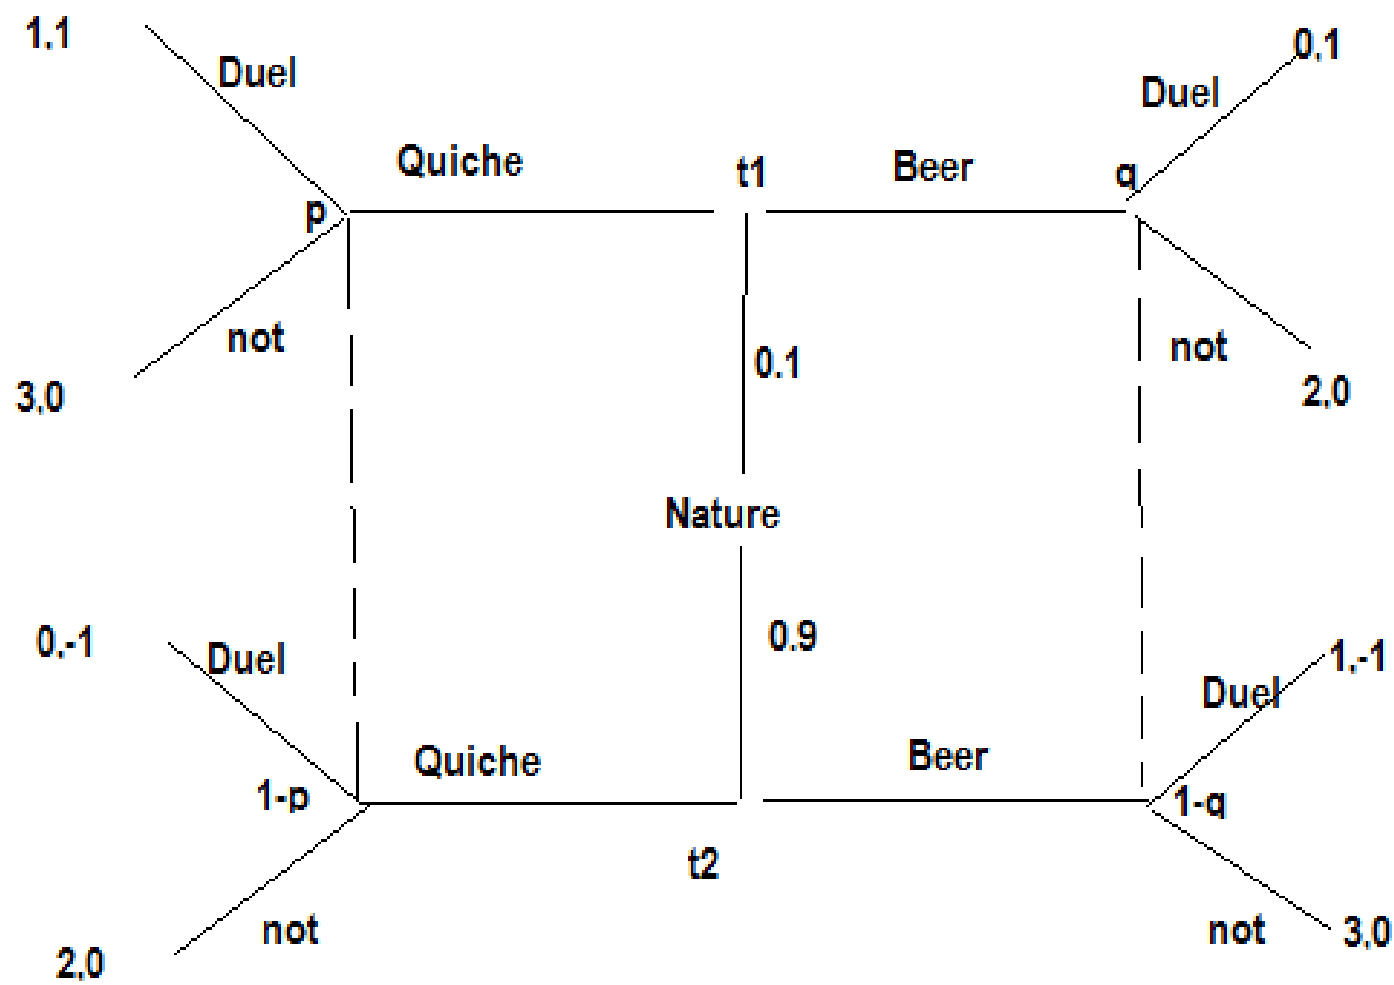 1,1
Duel
0,1
Duel
Quiche
t1
Beer
q
p
not
0.1
not
3,0
2,0
Nature
0,-1
Duel
0.9
1,-1
Duel
Quiche
Beer
1-p
1-q
t2
not
not
2,0
3,0